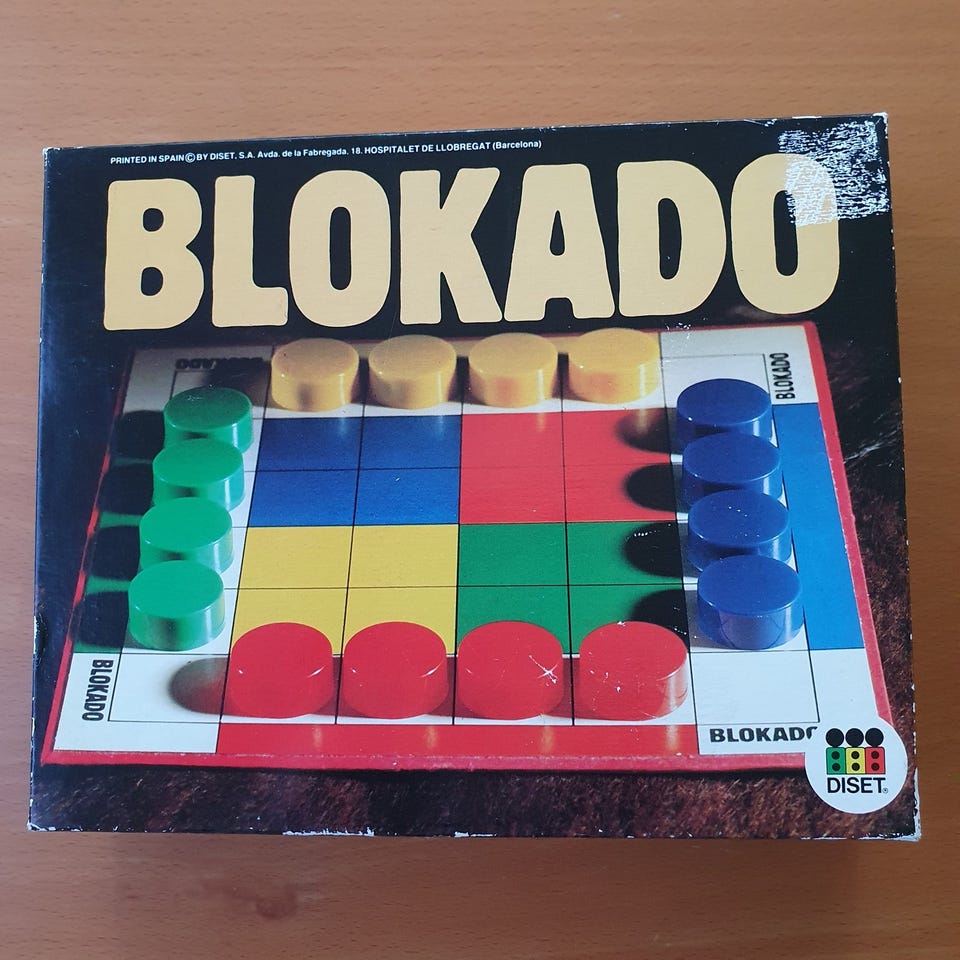 PRINTED IN SPAIN © BY DISET. S.A. Avda. de la Fabregada. 18. HOSPITALET DE LLOBREGAT (Barcelona)
BLOKADO
BLOKADO
BLOKADO
BLOKADO
BLOKADO
DISET®